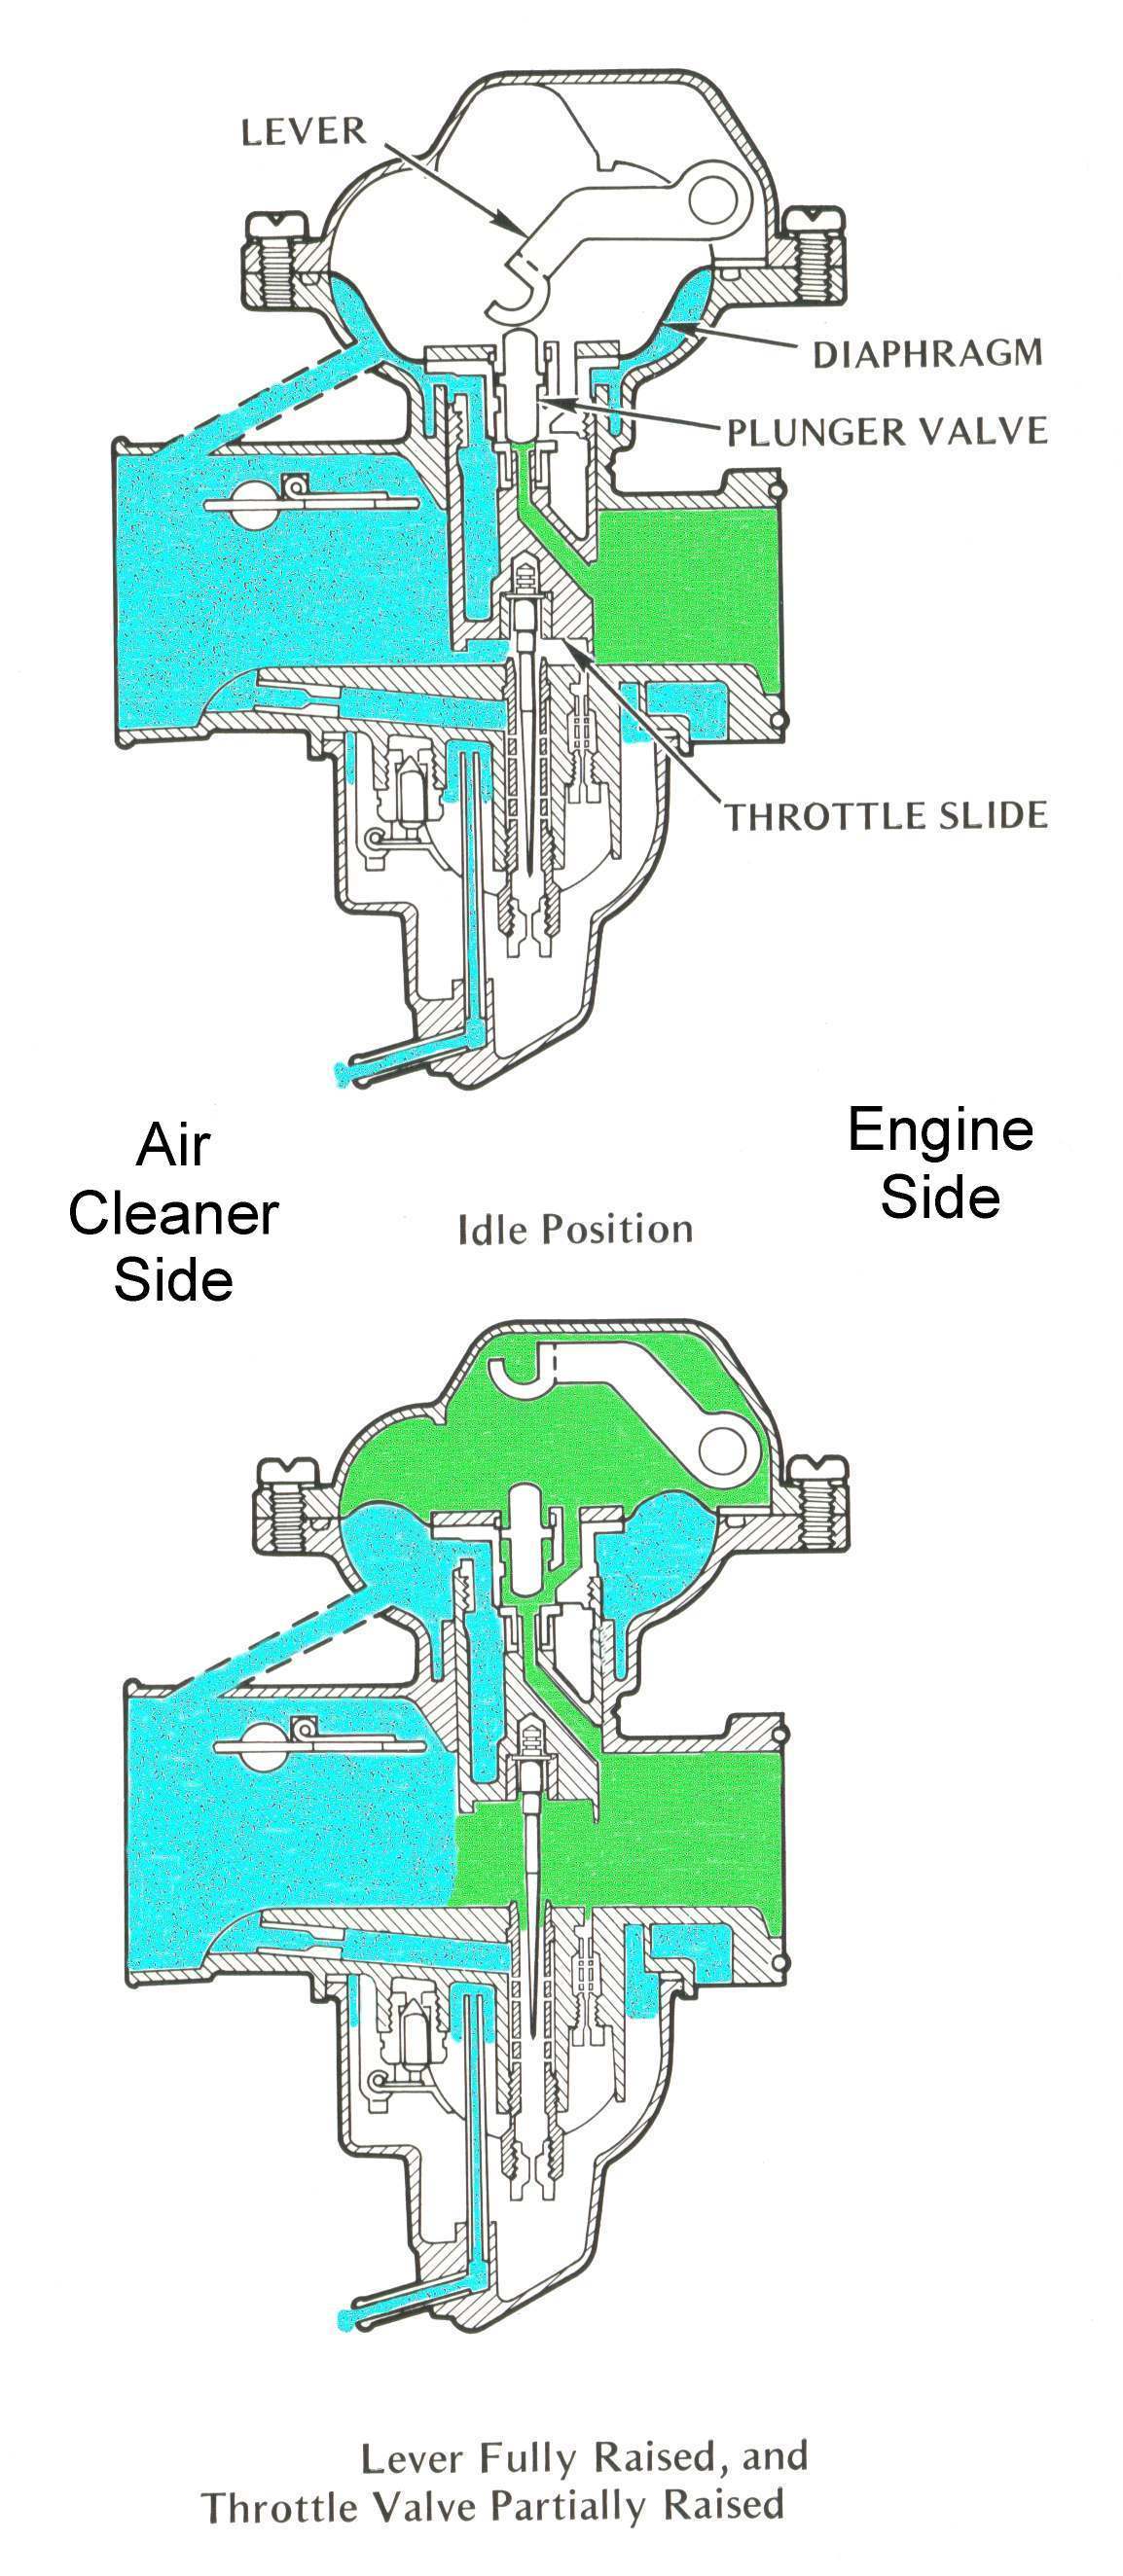 LEVER
DIAPHRAGM
PLUNGER VALVE
THROTTLE SLIDE
Air
Cleaner
Side
Engine
Side
Idle Position
Lever Fully Raised, and
Throttle Valve Partially Raised